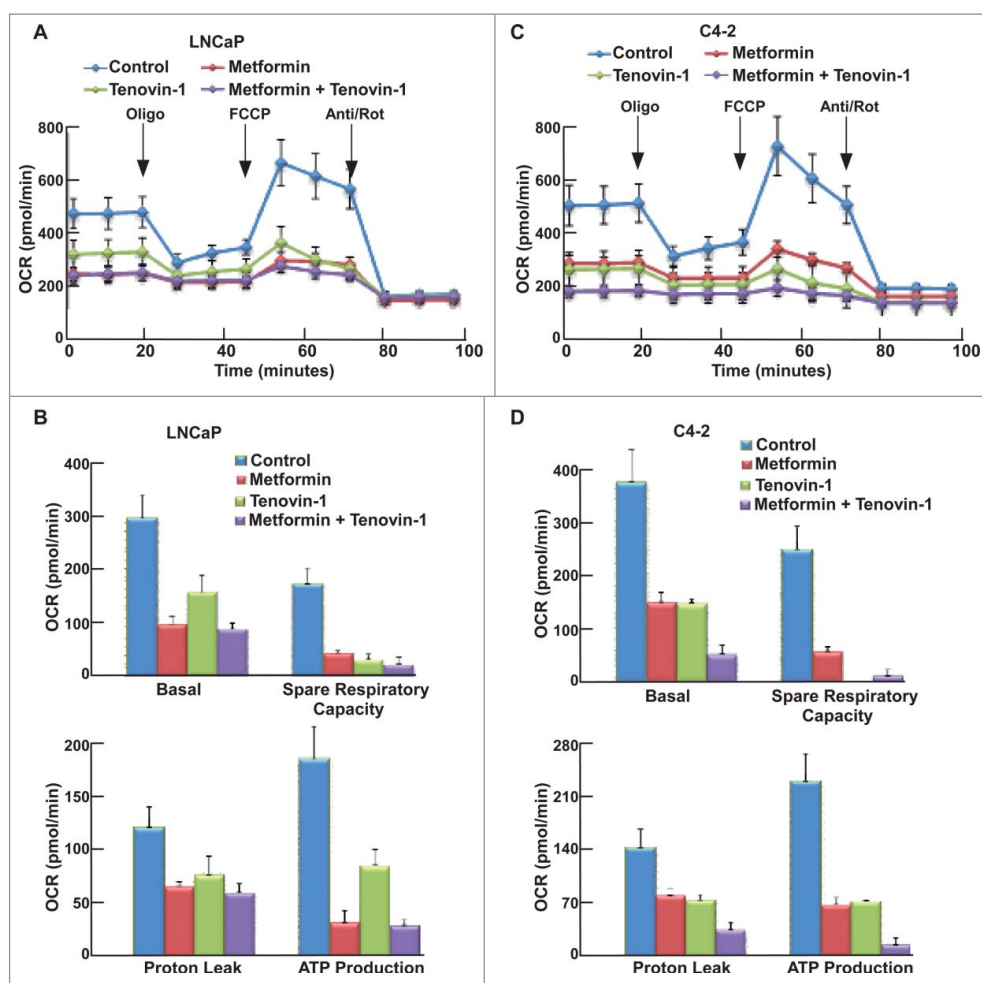 A
LNCaP
Control
Metformin
Tenovin-1
Metformin + Tenovin-1
Oligo
FCCP
Anti/Rot
OCR (pmol/min)
800
600
400
200
0
0 20 40 60 80 100
Time (minutes)
C
C4-2
Control
Metformin
Tenovin-1
Metformin + Tenovin-1
Oligo
FCCP
Anti/Rot
OCR (pmol/min)
800
600
400
200
0
0 20 40 60 80 100
Time (minutes)
B
LNCaP
Control
Metformin
Tenovin-1
Metformin + Tenovin-1
OCR (pmol/min)
400
300
200
100
0
Basal
Spare Respiratory
Capacity
OCR (pmol/min)
200
150
100
50
0
Proton Leak
ATP Production
D
C4-2
Control
Metformin
Tenovin-1
Metformin + Tenovin-1
OCR (pmol/min)
400
300
200
100
0
Basal
Spare Respiratory
Capacity
OCR (pmol/min)
280
210
140
70
0
Proton Leak
ATP Production